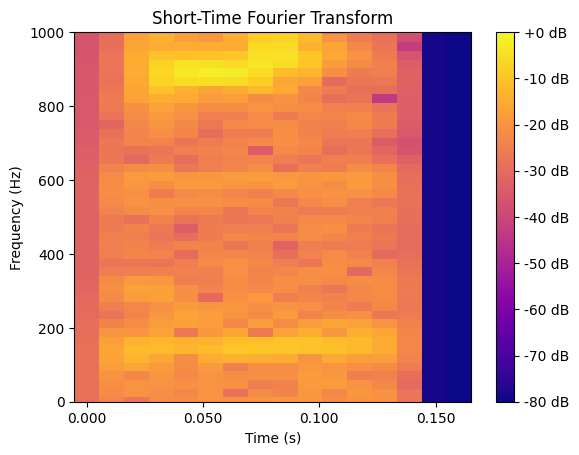 Short-Time Fourier Transform
1000
800
600
400
200
0
Frequency (Hz)
0.000
0.050
0.100
0.150
Time (s)
+0 dB
-10 dB
-20 dB
-30 dB
-40 dB
-50 dB
-60 dB
-70 dB
-80 dB